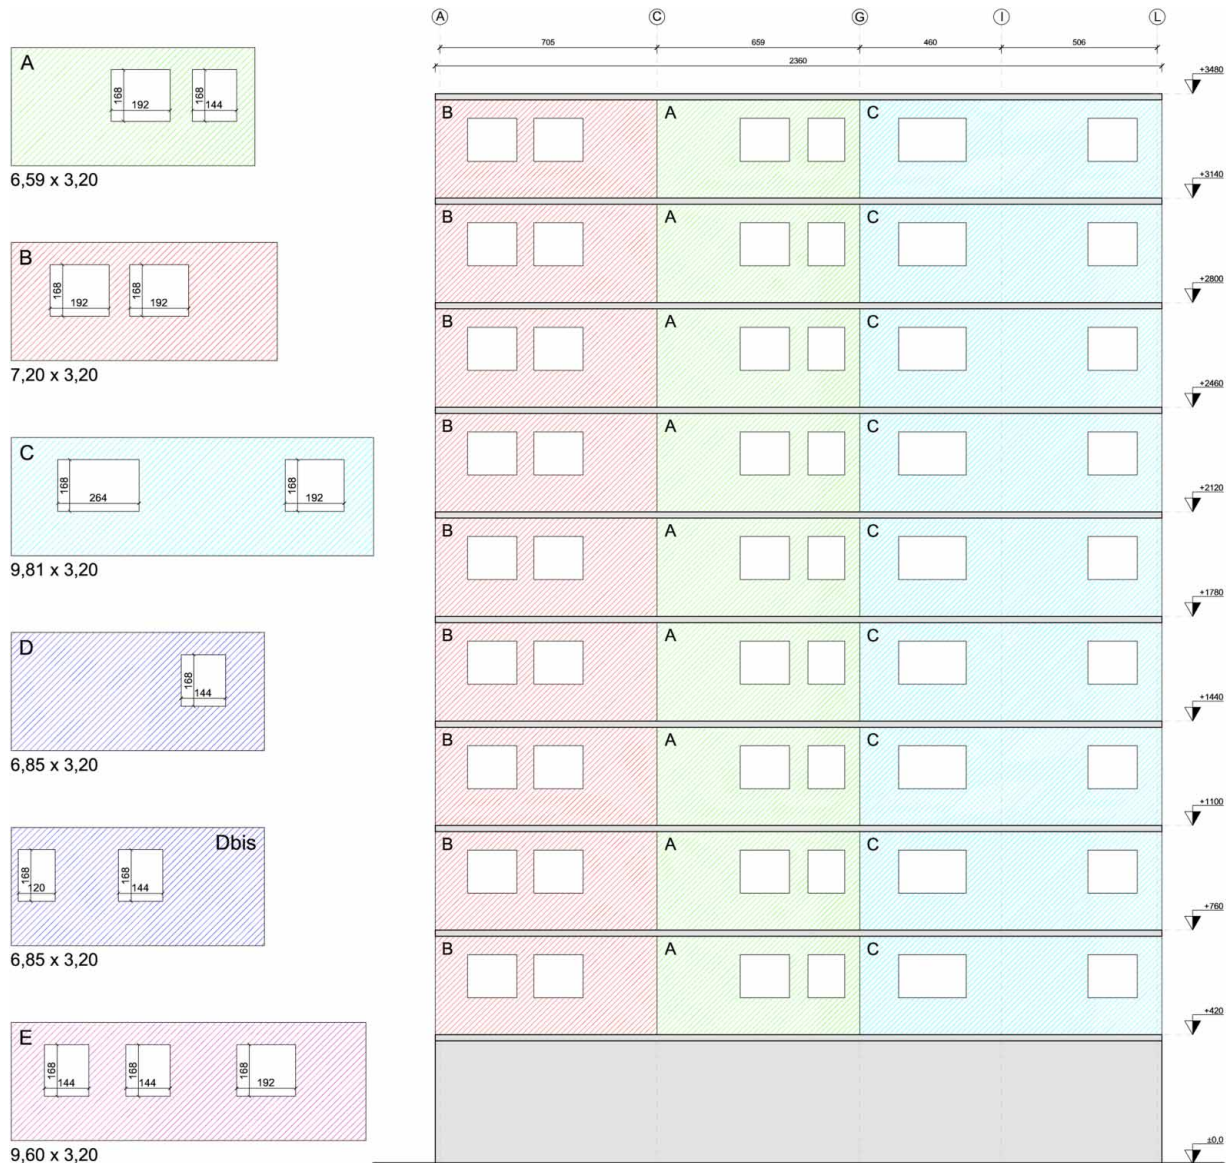 A
168
192
168
144
6,59 x 3,20
B
168
192
168
192
7,20 x 3,20
C
168
264
168
192
9,81 x 3,20
D
168
144
6,85 x 3,20
Dbis
168
120
168
144
6,85 x 3,20
E
168
144
168
144
168
192
9,60 x 3,20
A C G I L
705 659 460 506
2360
+3480
B A C
+3140
B A C
+2800
B A C
+2460
B A C
+2120
B A C
+1780
B A C
+1440
B A C
+1100
B A C
+760
B A C
+420
±0,0